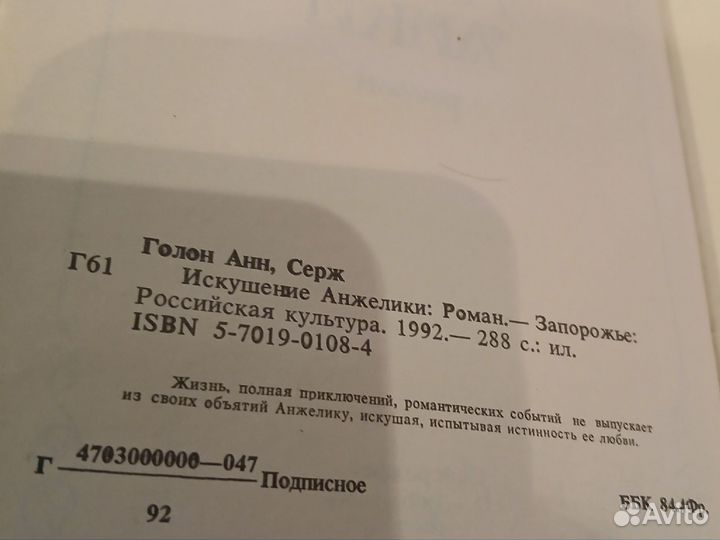 Голон Анн, Серж
Г61 Искушение Анжелики: Роман.— Запорожье:
Российская культура. 1992.— 288 с.: ил.
ISBN 5-7019-0108-4
Жизнь, полная приключений, романтических событий не выпускает
из своих объятий Анжелику, искушая, испытывая истинность ее любви.
Г 4703000000—047 Подписное
92
ББК 84.4Фр.
Avito